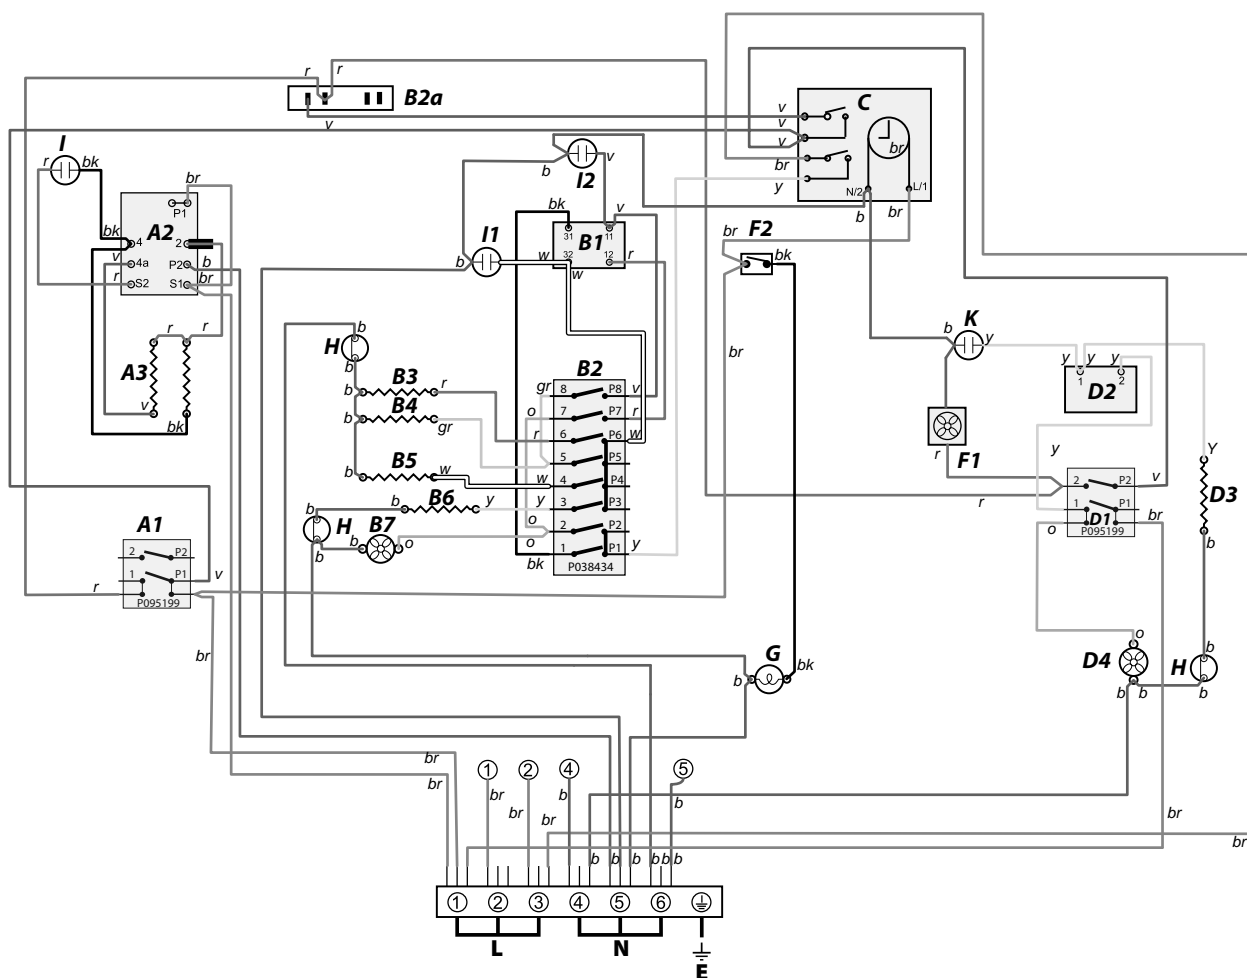 r
r
B2a
v
C
v
v
v
br
br
y
N/2
L/1
b
br
I
r
bk
br
P1
A2
bk
4
2
v
4a
P2
b
r
S2
S1
br
r
r
A3
v
bk
I2
b
v
bk
v
31
11
B1
I1
b
w
32
12
r
w
br
F2
bk
br
b
H
b
B2
b
B3
r
gr
8
P8
v
b
B4
gr
o
7
P7
r
r
6
P6
w
5
P5
b
B5
w
4
P4
b
B6
y
y
3
P3
b
H
b
B7
o
o
2
P2
b
o
bk
1
P1
y
P038434
b
K
y
y
y
y
1
2
D2
F1
r
y
r
2
P2
v
1
P1
br
D1
o
P095199
Y
D3
b
A1
2
P2
1
P1
v
r
P095199
br
G
b
bk
o
D4
b
H
b
b
b
br
br
1
2
4
5
br
br
b
b
br
br
b
b
b
b
b
b
1
2
3
4
5
6
L
N
E